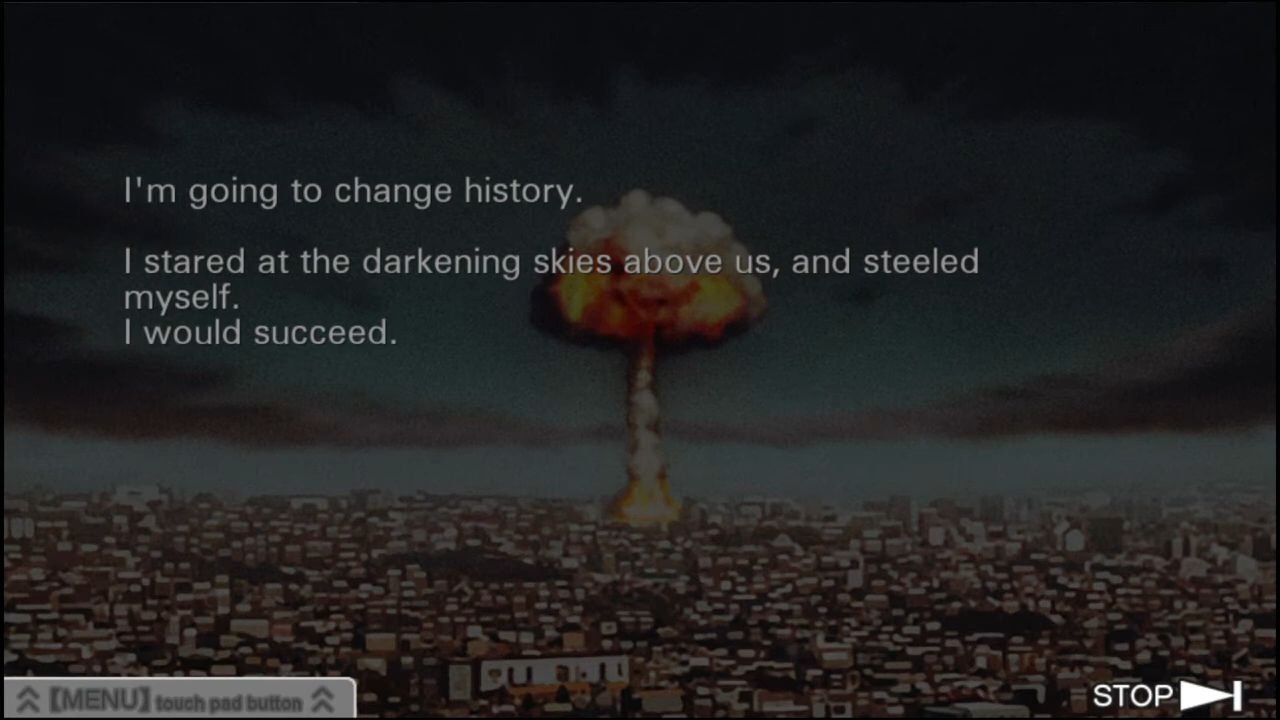 I'm going to change history.
I stared at the darkening skies above us, and steeled
myself.
I would succeed.
【MENU】touch pad button
STOP